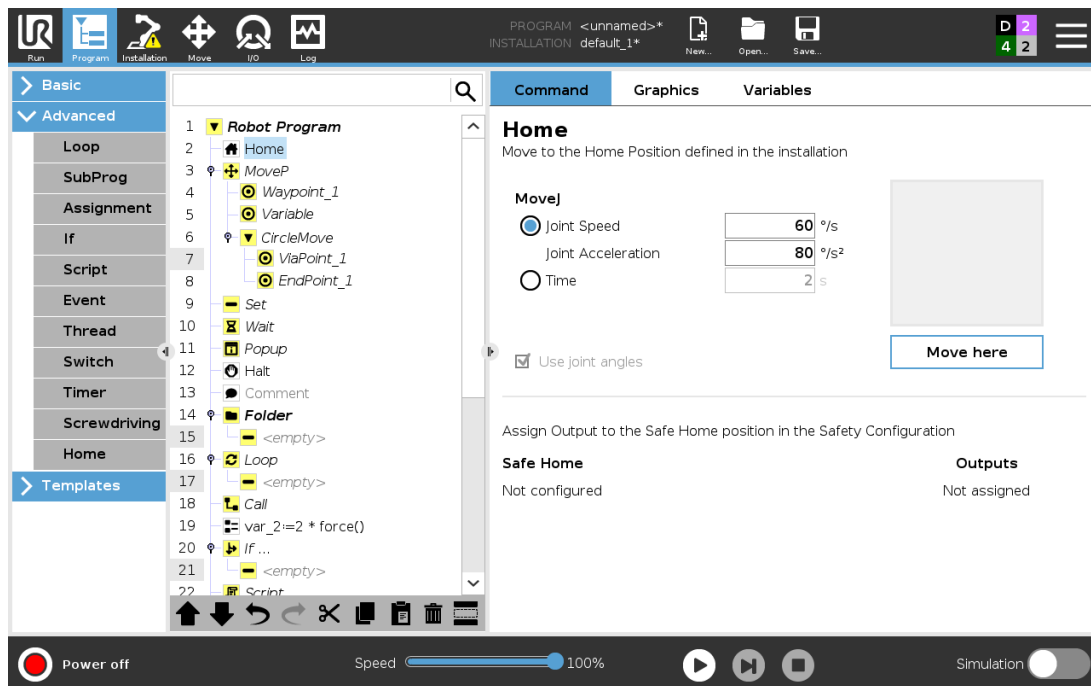 PROGRAM <unnamed>*
INSTALLATION default_1*
Run Program Installation Move I/O Log New... Open... Save...
D 2
4 2
Basic
Advanced
Loop
SubProg
Assignment
If
Script
Event
Thread
Switch
Timer
Screwdriving
Home
Templates
1 Robot Program
2 Home
3 MoveP
4 Waypoint_1
5 Variable
6 CircleMove
7 ViaPoint_1
8 EndPoint_1
9 Set
10 Wait
11 Popup
12 Halt
13 Comment
14 Folder
15 <empty>
16 Loop
17 <empty>
18 Call
19 var_2:=2 * force()
20 If ...
21 <empty>
22 Script
Command Graphics Variables
Home
Move to the Home Position defined in the installation
MoveJ
Joint Speed 60 °/s
Joint Acceleration 80 °/s²
Time 2 s
Use joint angles
Move here
Assign Output to the Safe Home position in the Safety Configuration
Safe Home Outputs
Not configured Not assigned
Power off Speed 100% Simulation